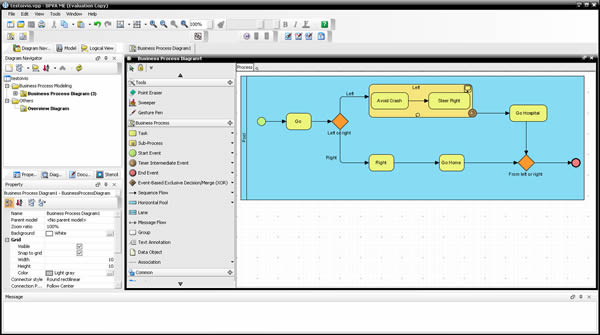 textovis.vpp - BPVA ME (Evaluation Copy)
File Edit View Tools Window Help
100%
Diagram Nav... Model Logical View Business Process Diagram1
Diagram Navigator
textovis
Business Process Modeling
Business Process Diagram (3)
Others
Overview Diagram
Prope... Diag... Docu... Stencil
Property
Business Process Diagram1 - BusinessProcessDiagram
Name Business Process Diagram1
Parent model <No parent model>
Zoom ratio 100%
Background White
Grid
Visible
Snap to grid
Width 10
Height 10
Color Light gray
Connector style Round rectilinear
Connection P... Follow Center
Message
Business Process Diagram1
Tools
Point Eraser
Sweeper
Gesture Pen
Business Process
Task
Sub-Process
Start Event
Timer Intermediate Event
End Event
Event-Based Exclusive Decision/Merge (XOR)
Sequence Flow
Horizontal Pool
Lane
Message Flow
Group
Text Annotation
Data Object
Association
Common
Process
Pool
Go
Left or right
Left
Left
Avoid Crash
Steer Right
Go Hospital
Right
Right
Go Home
From left or right